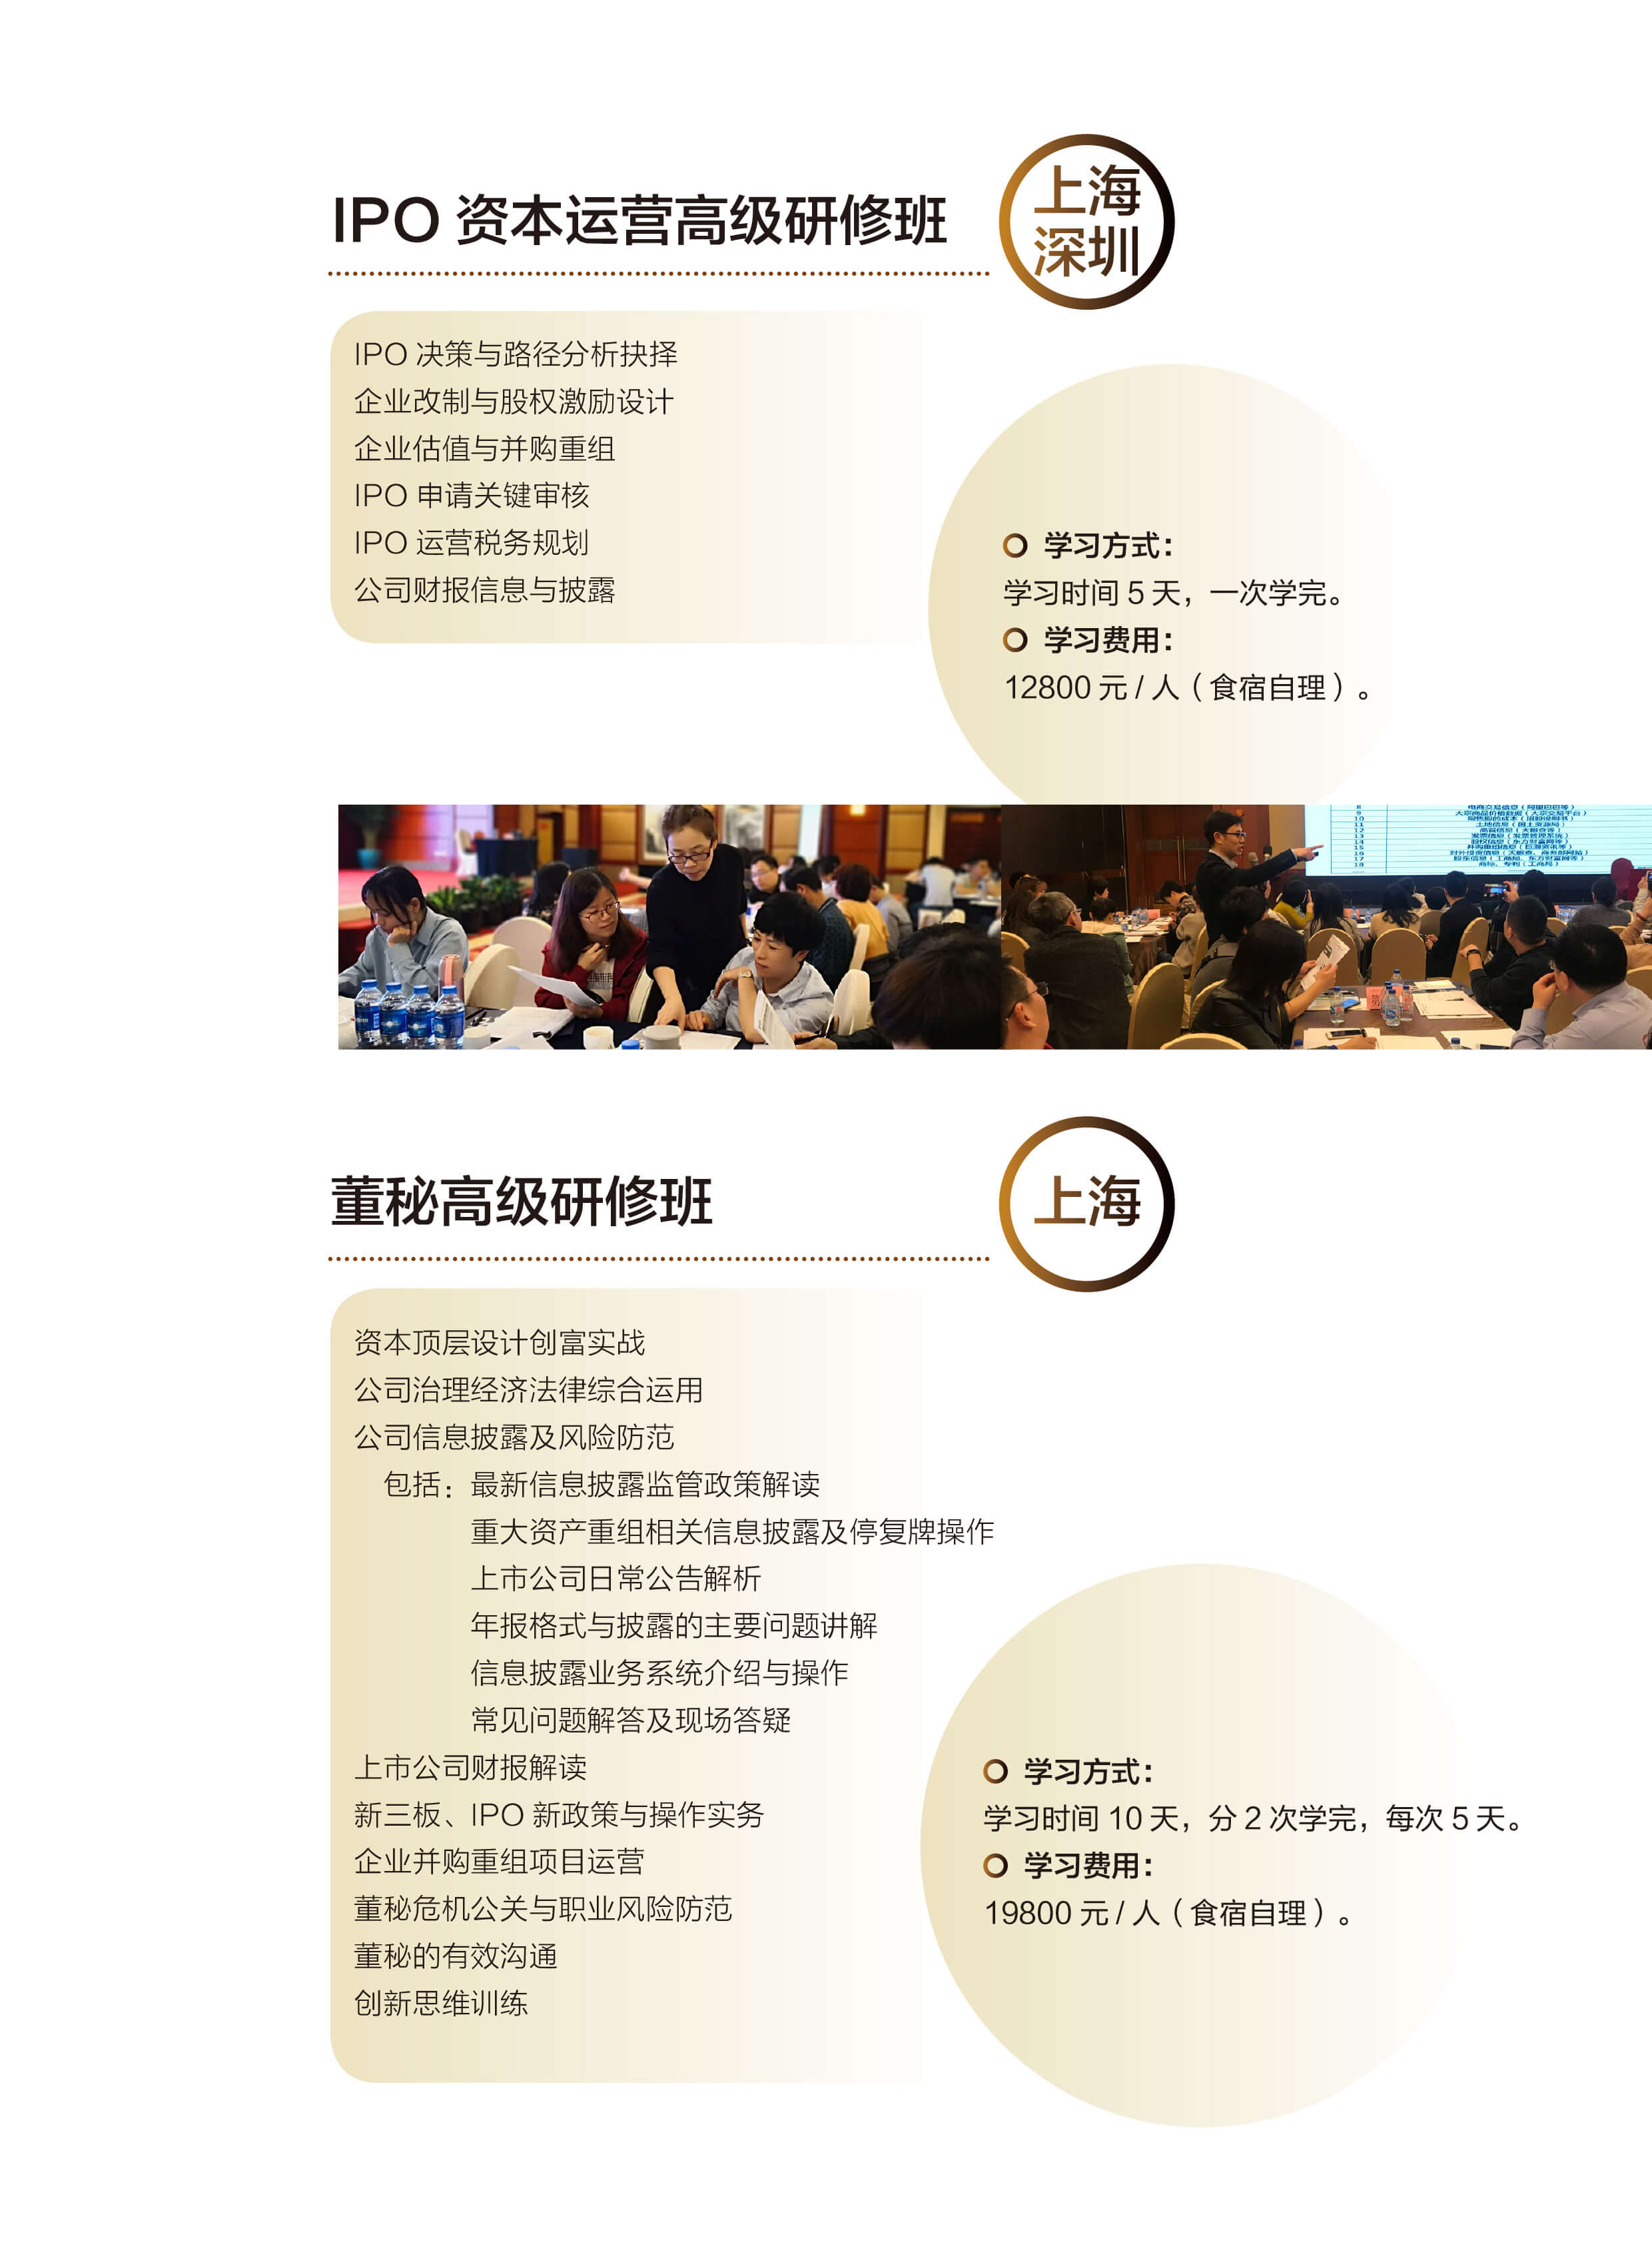 IPO 资本运营高级研修班
上海
深圳
IPO 决策与路径分析抉择
企业改制与股权激励设计
企业估值与并购重组
IPO 申请关键审核
IPO 运营税务规划
公司财报信息与披露
学习方式：
学习时间 5 天，一次学完。
学习费用：
12800 元 / 人（食宿自理）。
董秘高级研修班
上海
资本顶层设计创富实战
公司治理经济法律综合运用
公司信息披露及风险防范
包括：最新信息披露监管政策解读
重大资产重组相关信息披露及停复牌操作
上市公司日常公告解析
年报格式与披露的主要问题讲解
信息披露业务系统介绍与操作
常见问题解答及现场答疑
上市公司财报解读
新三板、IPO 新政策与操作实务
企业并购重组项目运营
董秘危机公关与职业风险防范
董秘的有效沟通
创新思维训练
学习方式：
学习时间 10 天，分 2 次学完，每次 5 天。
学习费用：
19800 元 / 人（食宿自理）。